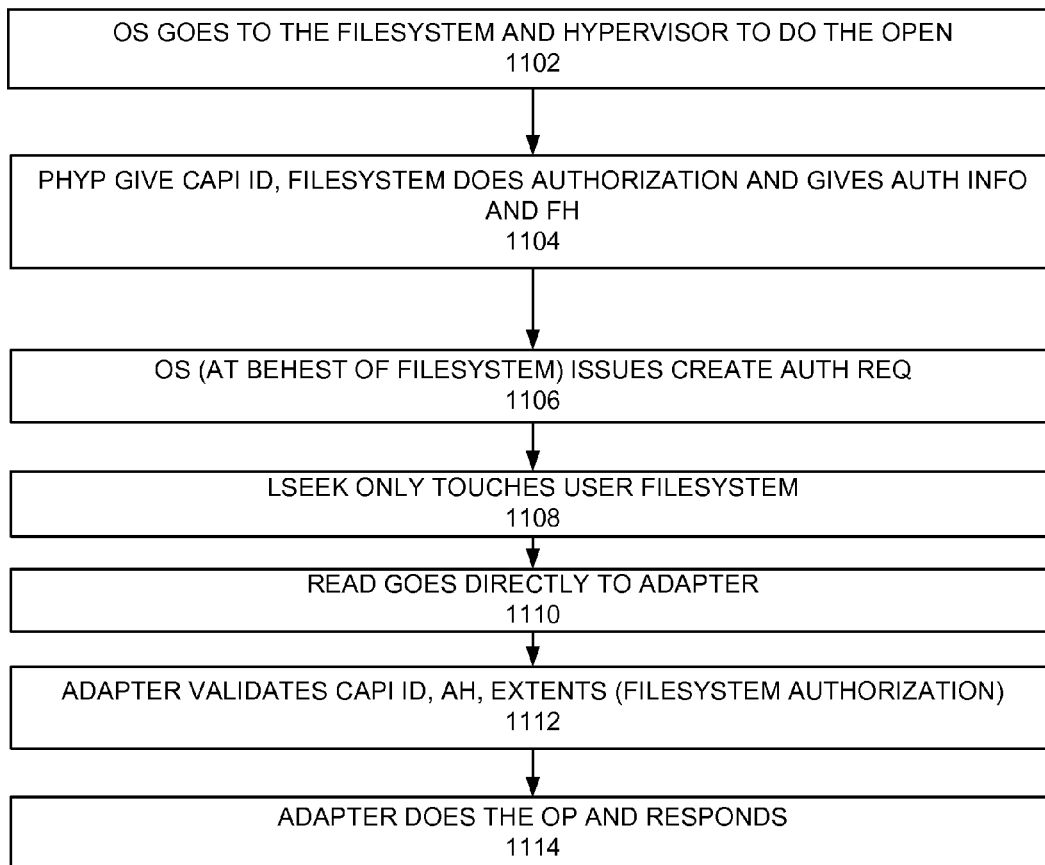 OS GOES TO THE FILESYSTEM AND HYPERVISOR TO DO THE OPEN
1102
PHYP GIVE CAPI ID, FILESYSTEM DOES AUTHORIZATION AND GIVES AUTH INFO
AND FH
1104
OS (AT BEHEST OF FILESYSTEM) ISSUES CREATE AUTH REQ
1106
LSEEK ONLY TOUCHES USER FILESYSTEM
1108
READ GOES DIRECTLY TO ADAPTER
1110
ADAPTER VALIDATES CAPI ID, AH, EXTENTS (FILESYSTEM AUTHORIZATION)
1112
ADAPTER DOES THE OP AND RESPONDS
1114